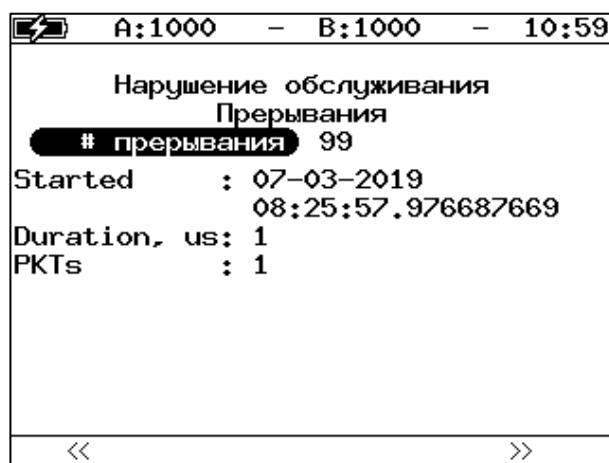 A:1000 – B:1000 – 10:59
Нарушение обслуживания
Прерывания
# прерывания 99
Started : 07-03-2019
08:25:57.976687669
Duration, us: 1
PKTs : 1
<< >>